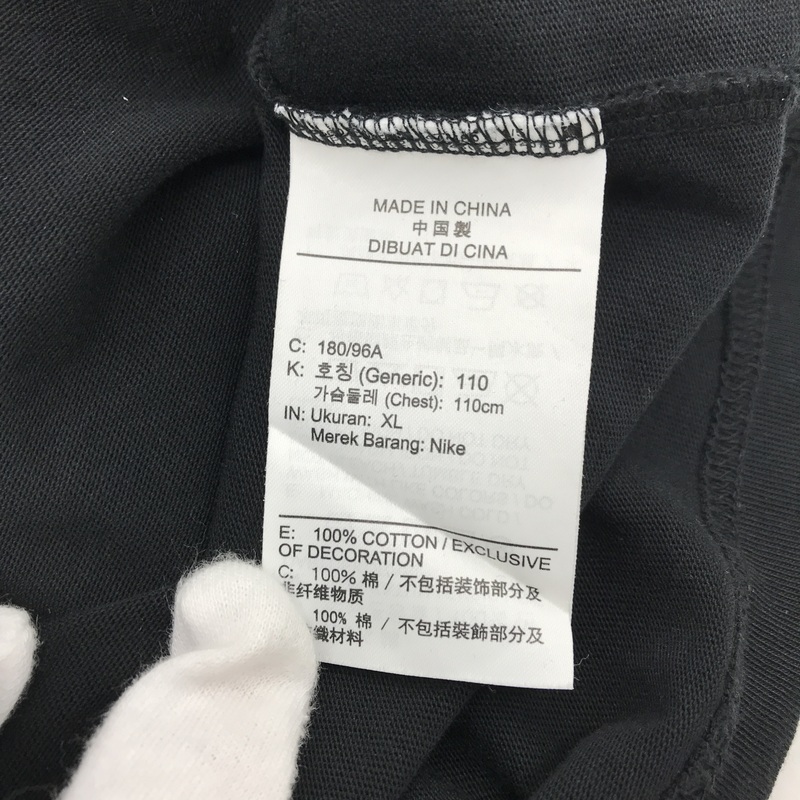 MADE IN CHINA
中国製
DIBUAT DI CINA
C: 180/96A
K: 호칭 (Generic): 110
가슴둘레 (Chest): 110cm
IN: Ukuran: XL
Merek Barang: Nike
E: 100% COTTON / EXCLUSIVE
OF DECORATION
C: 100% 棉 / 不包括装饰部分及
非纤维物质
100% 棉 / 不包括裝飾部分及
織材料